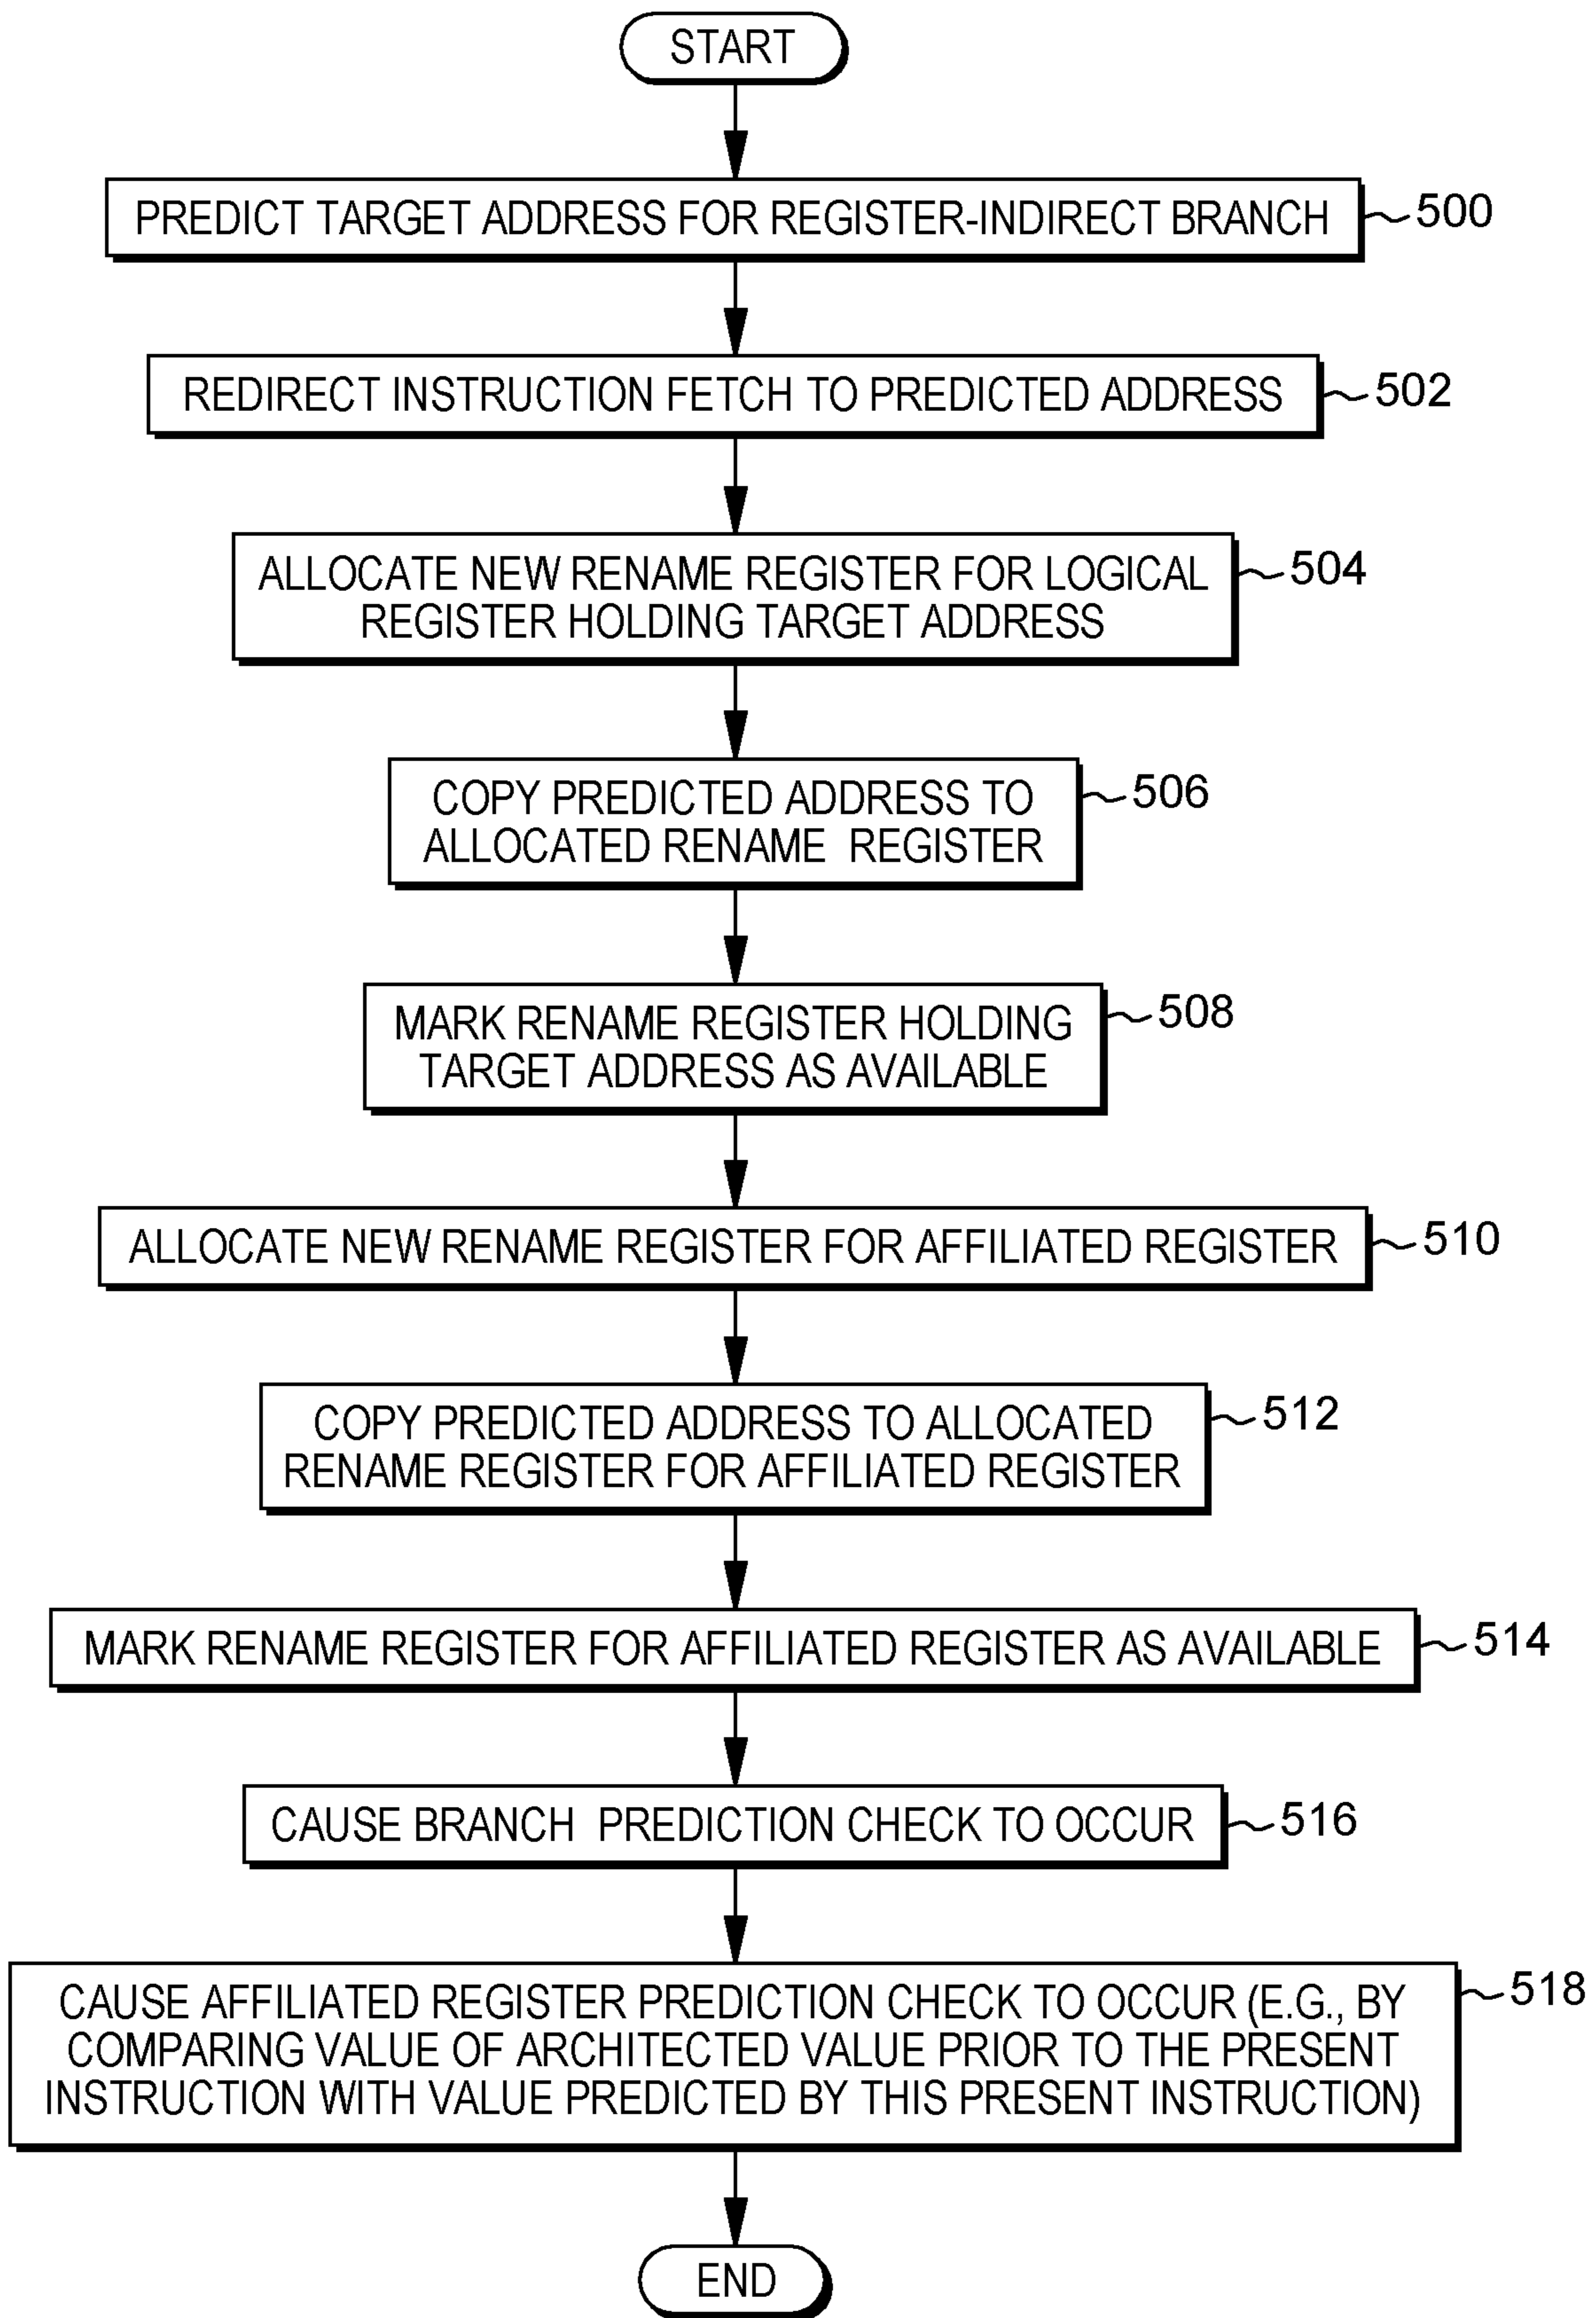 START
PREDICT TARGET ADDRESS FOR REGISTER-INDIRECT BRANCH
500
REDIRECT INSTRUCTION FETCH TO PREDICTED ADDRESS
502
ALLOCATE NEW RENAME REGISTER FOR LOGICAL
REGISTER HOLDING TARGET ADDRESS
504
COPY PREDICTED ADDRESS TO
ALLOCATED RENAME REGISTER
506
MARK RENAME REGISTER HOLDING
TARGET ADDRESS AS AVAILABLE
508
ALLOCATE NEW RENAME REGISTER FOR AFFILIATED REGISTER
510
COPY PREDICTED ADDRESS TO ALLOCATED
RENAME REGISTER FOR AFFILIATED REGISTER
512
MARK RENAME REGISTER FOR AFFILIATED REGISTER AS AVAILABLE
514
CAUSE BRANCH PREDICTION CHECK TO OCCUR
516
CAUSE AFFILIATED REGISTER PREDICTION CHECK TO OCCUR (E.G., BY
COMPARING VALUE OF ARCHITECTED VALUE PRIOR TO THE PRESENT
INSTRUCTION WITH VALUE PREDICTED BY THIS PRESENT INSTRUCTION)
518
END